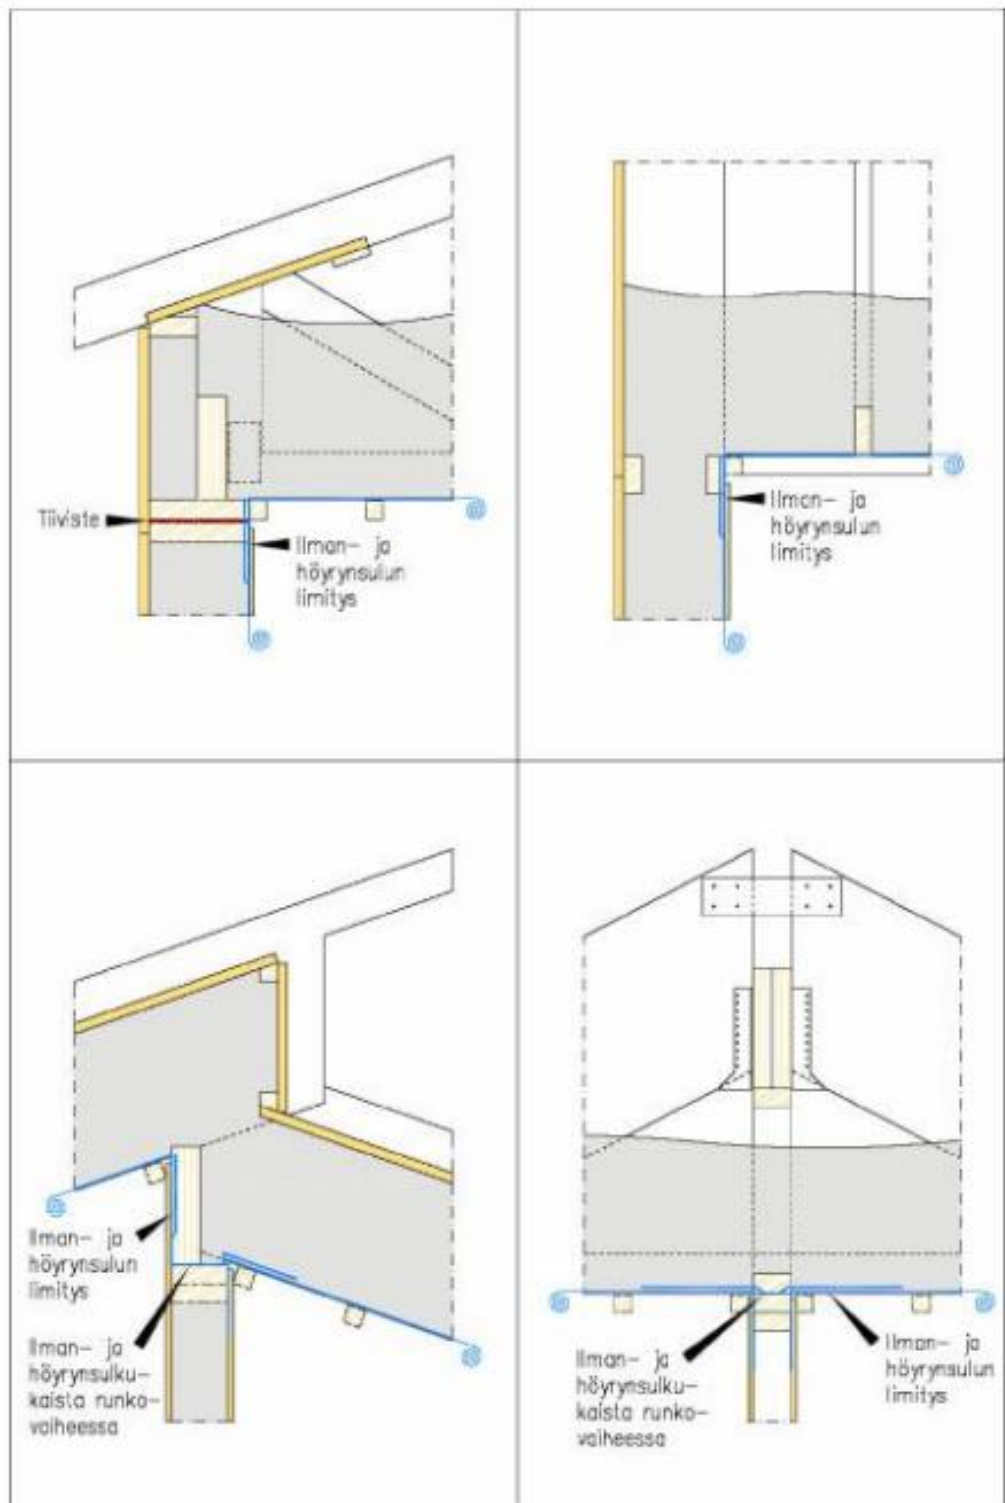 Tiiviste
Ilman- ja
höyrynsulun
limitys
Ilman- ja
höyrynsulun
limitys
Ilman- ja
höyrynsulun
limitys
Ilman- ja
höyrynsulku-
kaista runko-
vaiheessa
Ilman- ja
höyrynsulku-
kaista runko-
vaiheessa
Ilman- ja
höyrynsulun
limitys